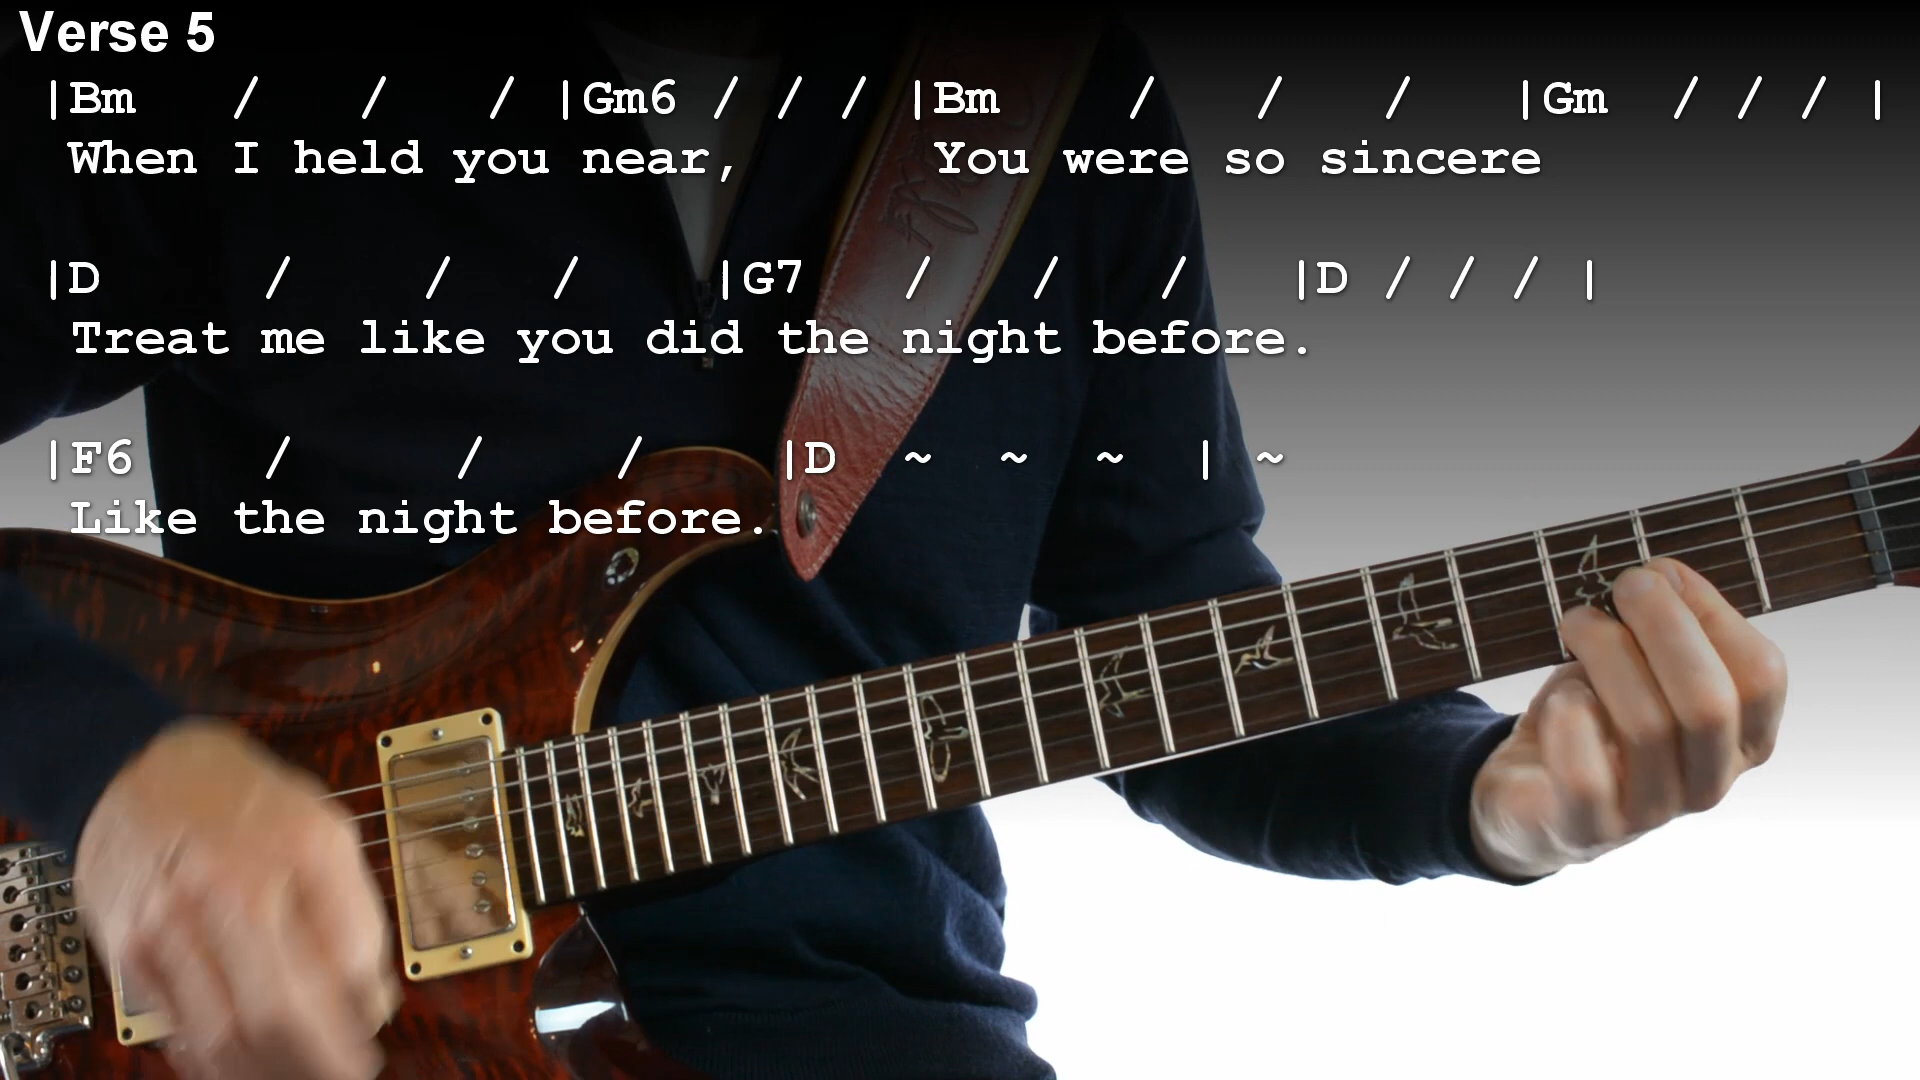 Verse 5
|Bm / / / |Gm6 / / / |Bm / / / |Gm / / / |
When I held you near, You were so sincere
|D / / / |G7 / / / |D / / / |
Treat me like you did the night before.
|F6 / / / |D ~ ~ ~ | ~
Like the night before.